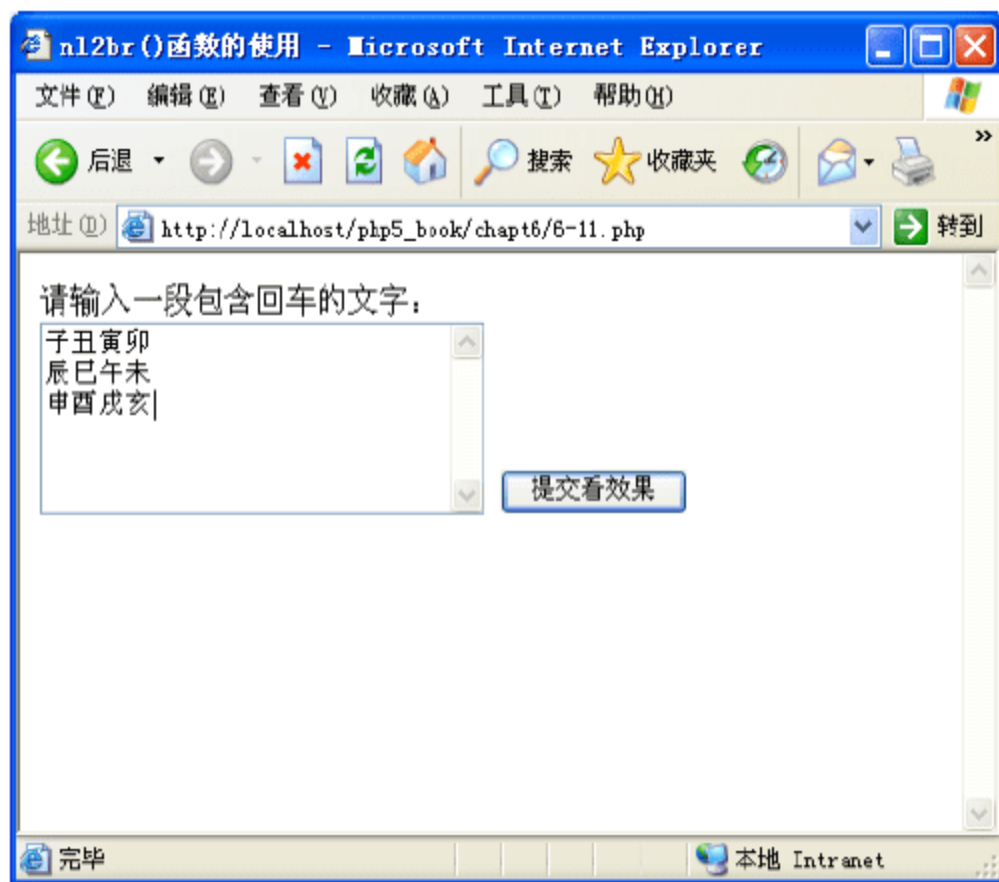 nl2br()函数的使用 - Microsoft Internet Explorer
文件(F) 编辑(E) 查看(V) 收藏(A) 工具(T) 帮助(H)
后退 搜索 收藏夹 »
地址(D) http://localhost/php5_book/chapt6/6-11.php 转到
请输入一段包含回车的文字：
子丑寅卯
辰巳午未
申酉戌亥
提交看效果
完毕 本地 Intranet